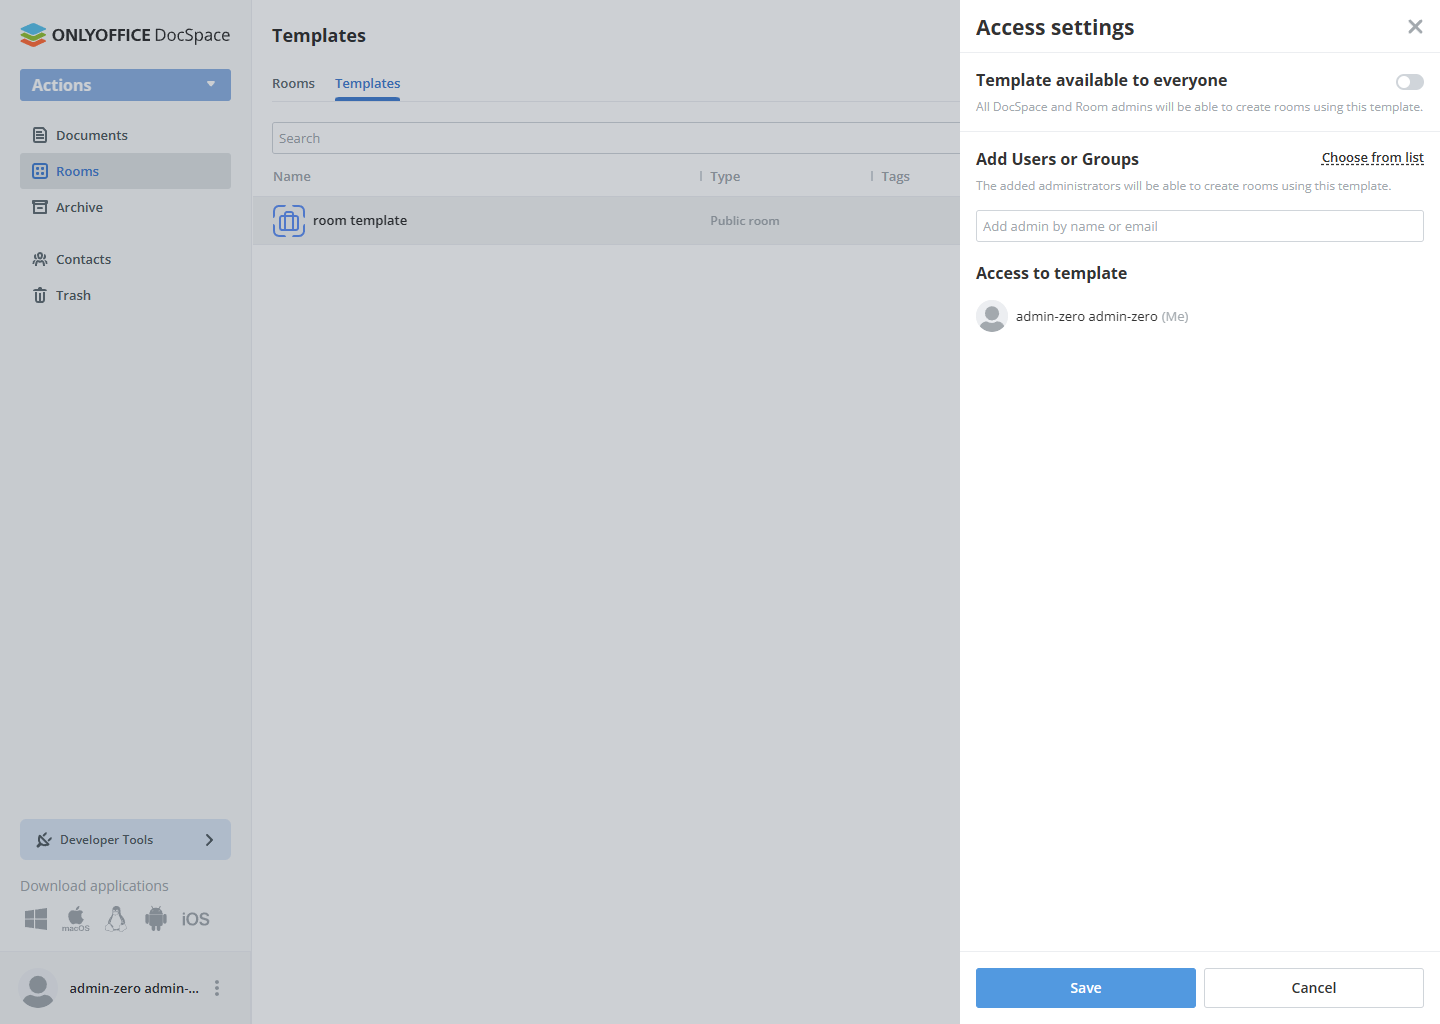 ONLYOFFICE DocSpace
Actions
Documents
Rooms
Archive
Contacts
Trash
Developer Tools
Download applications
macOS
iOS
admin-zero admin-...
Templates
Rooms Templates
Search
Name Type Tags
room template Public room
Access settings
Template available to everyone
All DocSpace and Room admins will be able to create rooms using this template.
Add Users or Groups Choose from list
The added administrators will be able to create rooms using this template.
Add admin by name or email
Access to template
admin-zero admin-zero (Me)
Save Cancel